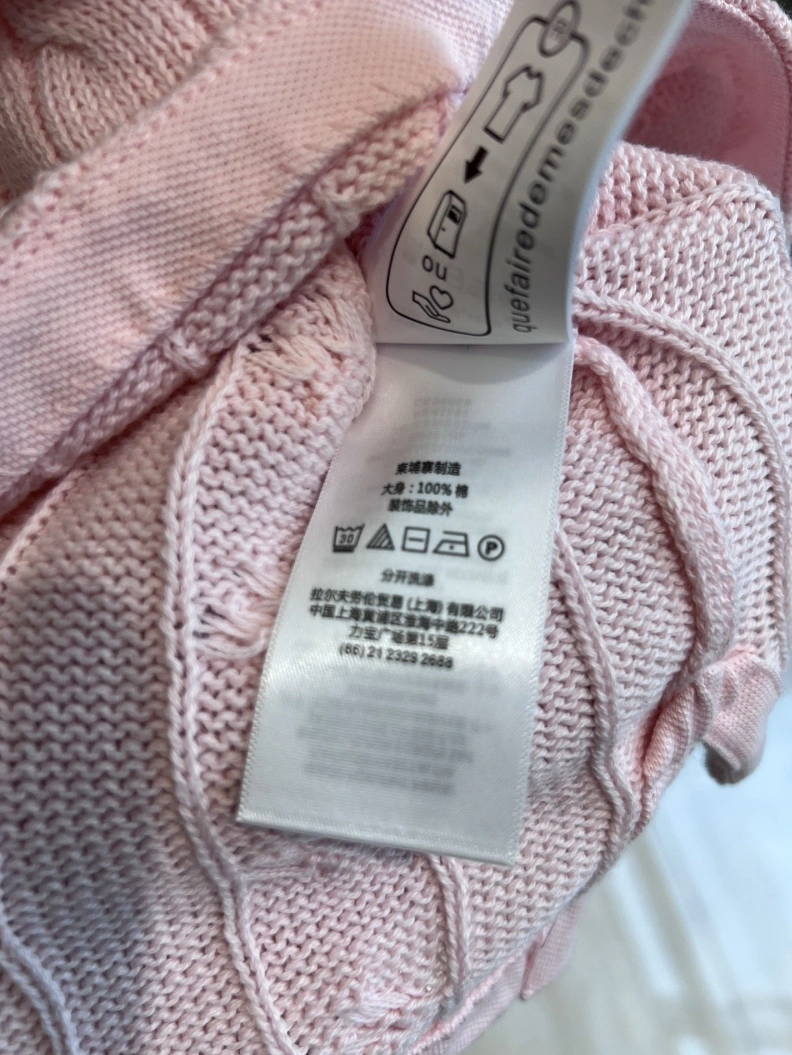 quefairedemesdech
柬埔寨制造
大身：100% 棉
装饰品除外
30
P
分开洗涤
拉尔夫劳伦贸易 (上海) 有限公司
中国上海黄浦区淮海中路222号
力宝广场第15层
(86) 21 2329 2688